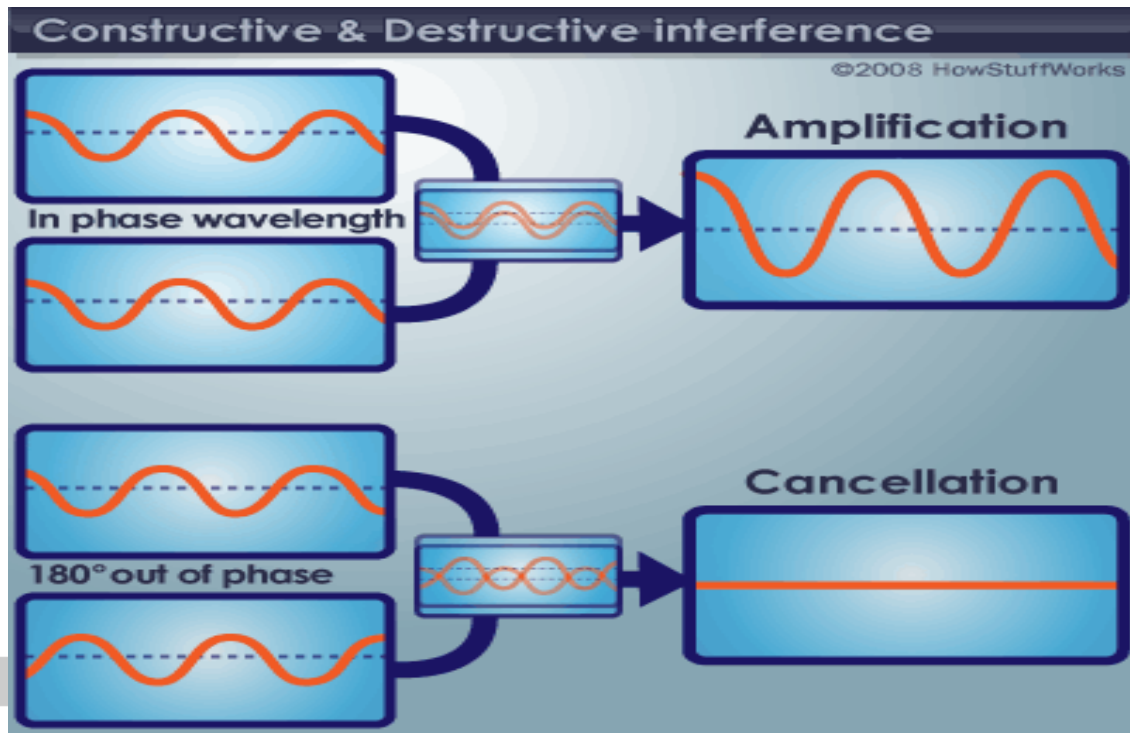 Constructive & Destructive interference
©2008 HowStuffWorks
Amplification
In phase wavelength
Cancellation
180°out of phase